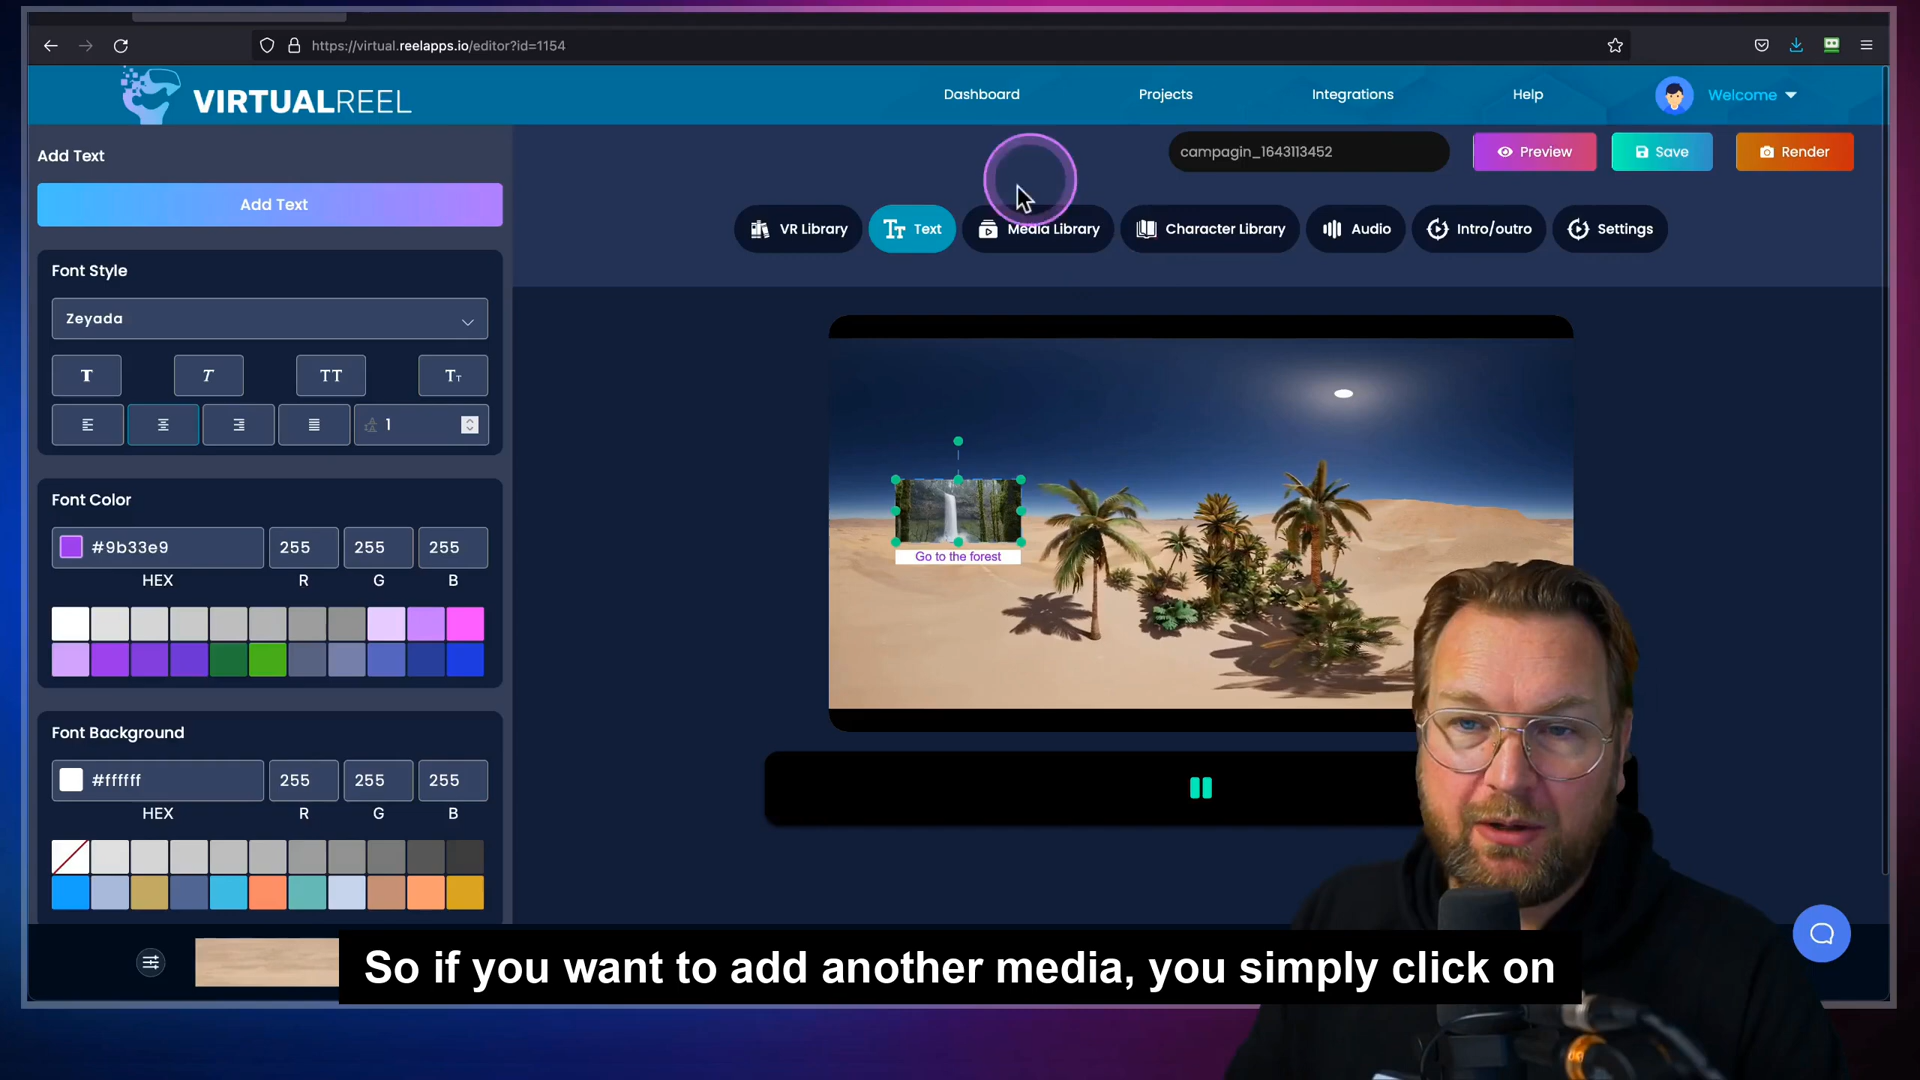 https://virtual.reelapps.io/editor?id=1154
VIRTUALREEL
Dashboard
Projects
Integrations
Help
Welcome
Add Text
campagin_1643113452
Preview
Save
Render
Add Text
VR Library
Text
Media Library
Character Library
Audio
Intro/outro
Settings
Font Style
Zeyada
T
T
TT
TT
1
Font Color
#9b33e9
255
255
255
HEX
R
G
B
Go to the forest
Font Background
#ffffff
255
255
255
HEX
R
G
B
So if you want to add another media, you simply click on